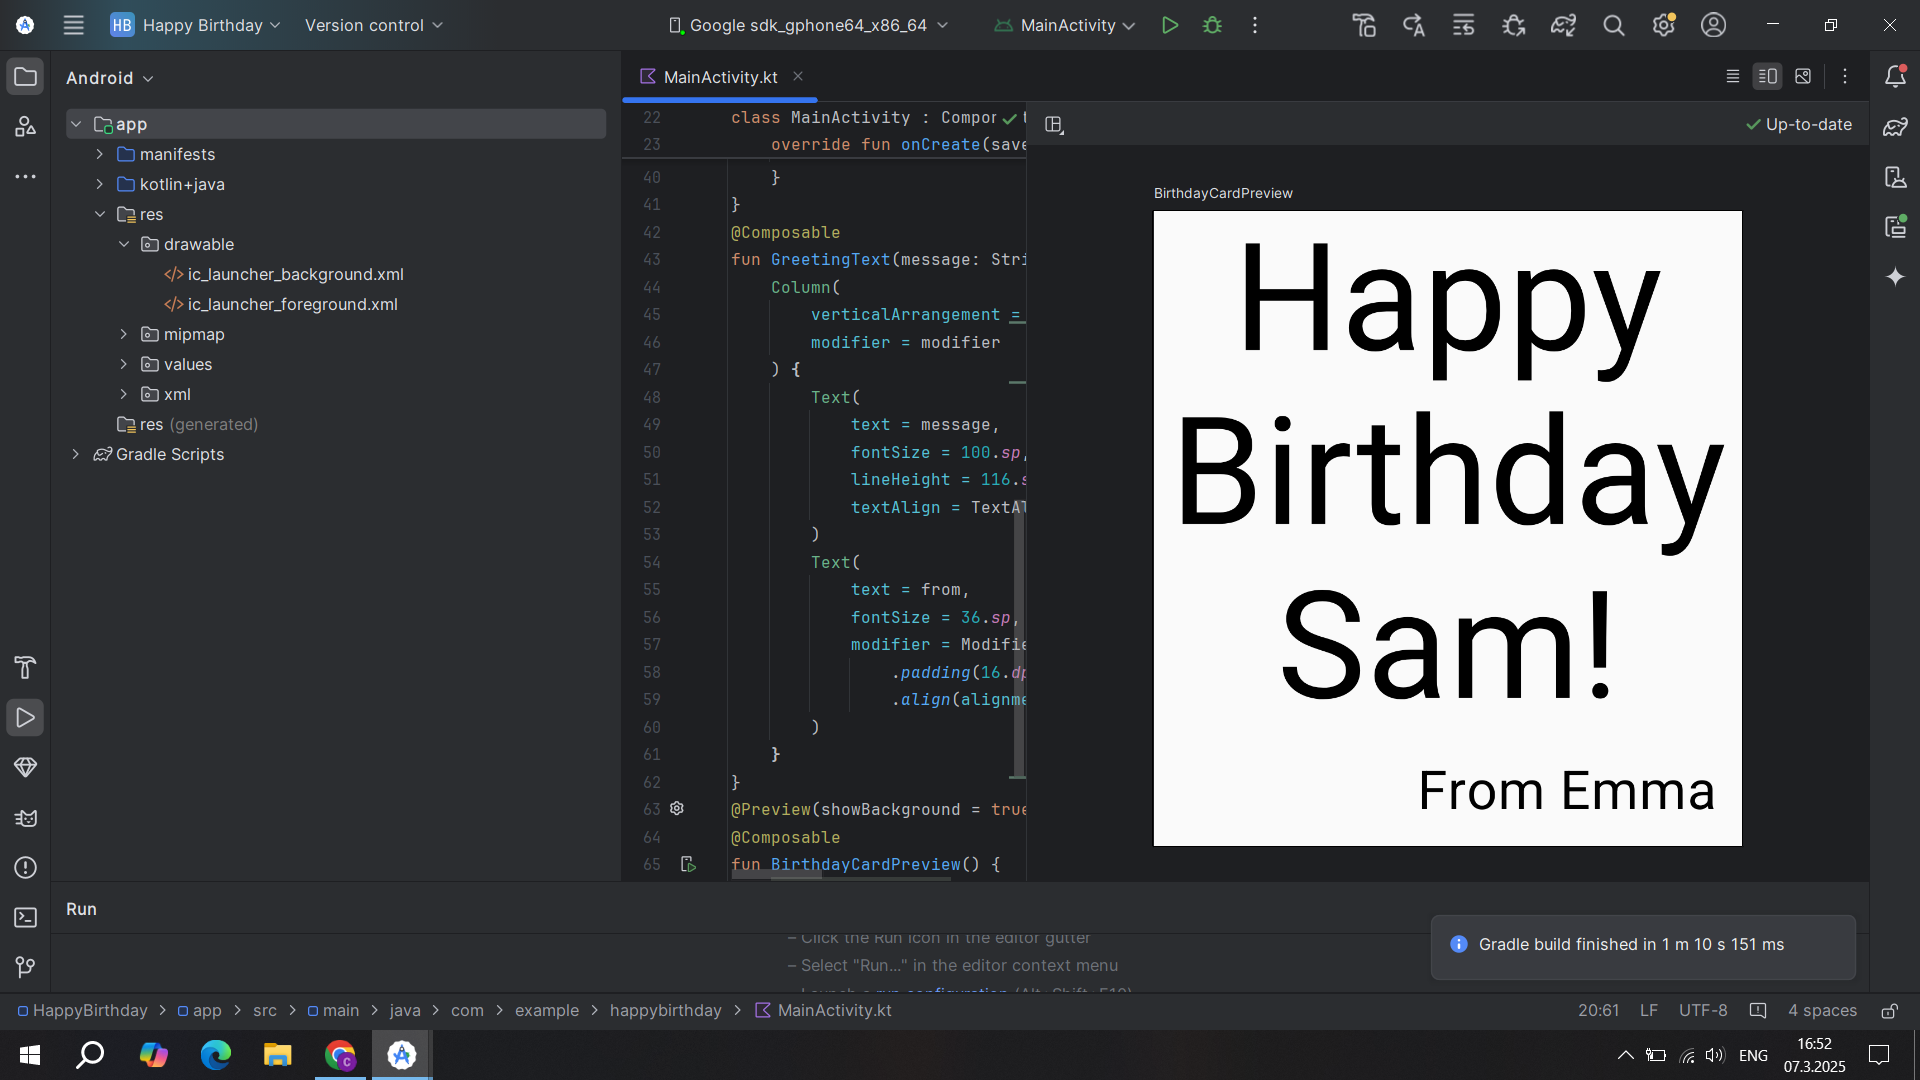 HB Happy Birthday Version control Google sdk_gphone64_x86_64 MainActivity
Android
app
manifests
kotlin+java
res
drawable
ic_launcher_background.xml
ic_launcher_foreground.xml
mipmap
values
xml
res (generated)
Gradle Scripts
MainActivity.kt
22 class MainActivity : Compor
23 override fun onCreate(save
40 }
41 }
42 @Composable
43 fun GreetingText(message: Stri
44 Column(
45 verticalArrangement =
46 modifier = modifier
47 ) {
48 Text(
49 text = message,
50 fontSize = 100.sp,
51 lineHeight = 116.s
52 textAlign = TextAl
53 )
54 Text(
55 text = from,
56 fontSize = 36.sp,
57 modifier = Modifie
58 .padding(16.dp
59 .align(alignme
60 )
61 }
62 }
63 @Preview(showBackground = true
64 @Composable
65 fun BirthdayCardPreview() {
Up-to-date
BirthdayCardPreview
Happy
Birthday
Sam!
From Emma
Run
– Click the Run icon in the editor gutter
– Select "Run..." in the editor context menu
– Launch a run configuration (Alt+Shift+F10)
Gradle build finished in 1 m 10 s 151 ms
HappyBirthday > app > src > main > java > com > example > happybirthday > MainActivity.kt 20:61 LF UTF-8 4 spaces
ENG
16:52
07.3.2025